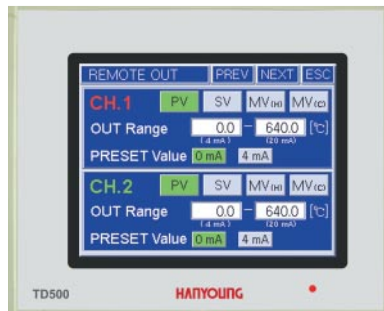 REMOTE OUT PREV NEXT ESC
CH.1 PV SV MV(H) MV(C)
OUT Range 0.0 – 640.0 [℃]
(4 mA) (20 mA)
PRESET Value 0 mA 4 mA
CH.2 PV SV MV(H) MV(C)
OUT Range 0.0 – 640.0 [℃]
(4 mA) (20 mA)
PRESET Value 0 mA 4 mA
TD500 HANYOUNG